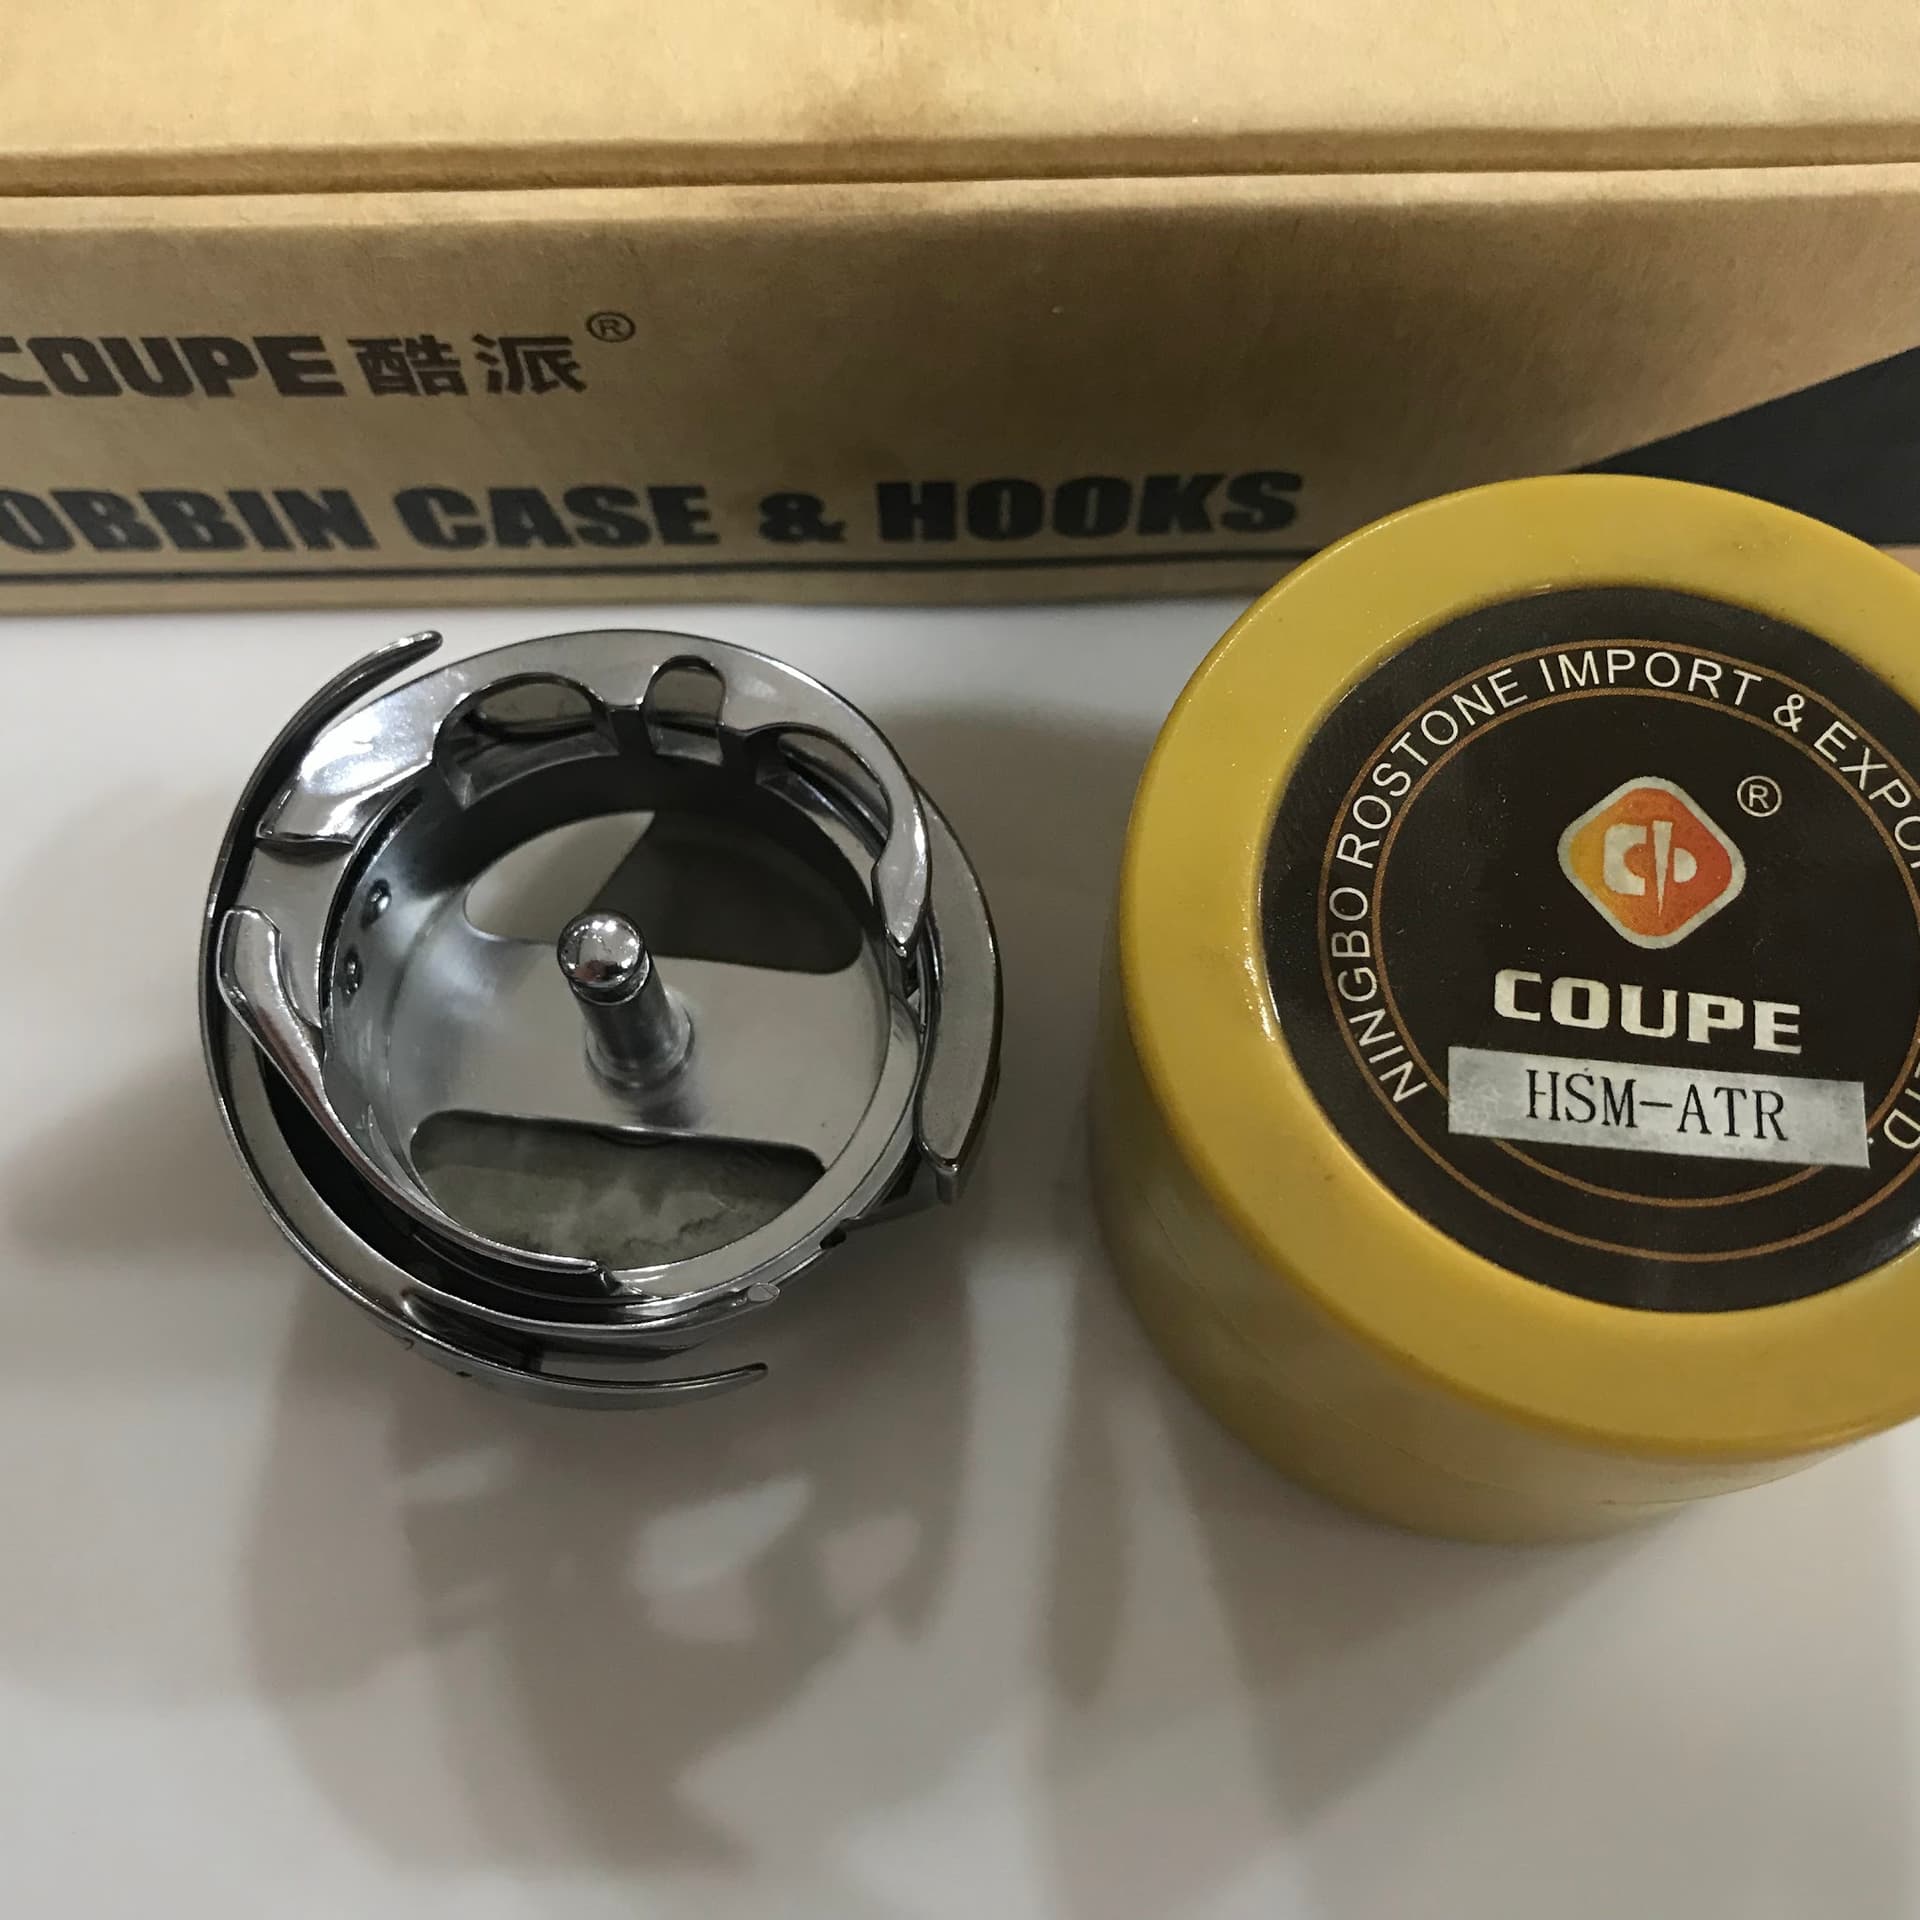 COUPE 酷派®
OBBIN CASE & HOOKS
NINGBO ROSTONE IMPORT & EXPOR
®
COUPE
HSM-ATR